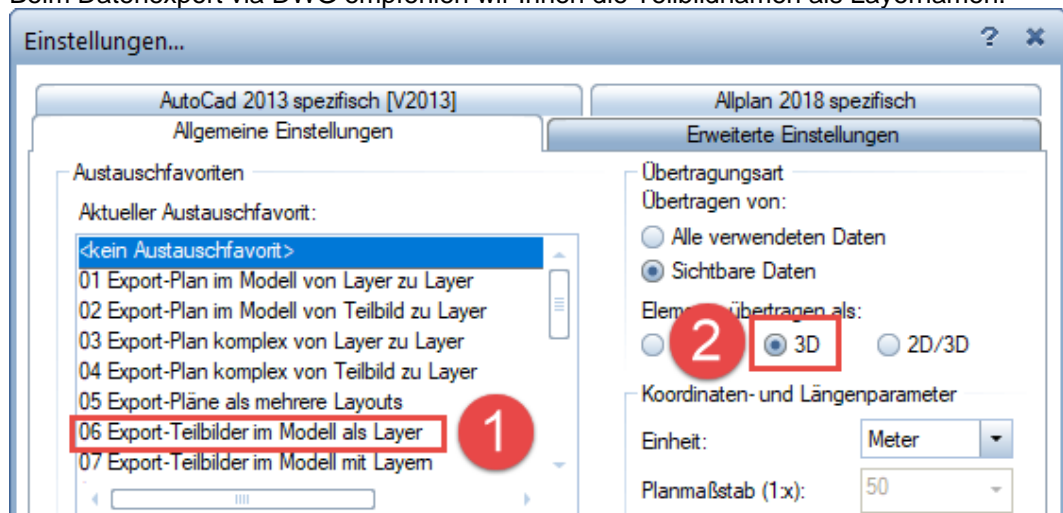 Beim Datenexport via DWG empfehlen wir Ihnen die Teilbildnamen als Layernamen.
Einstellungen... ? ×
AutoCad 2013 spezifisch [V2013]
Allplan 2018 spezifisch
Allgemeine Einstellungen
Erweiterte Einstellungen
Austauschfavoriten
Aktueller Austauschfavorit:
<kein Austauschfavorit>
01 Export-Plan im Modell von Layer zu Layer
02 Export-Plan im Modell von Teilbild zu Layer
03 Export-Plan komplex von Layer zu Layer
04 Export-Plan komplex von Teilbild zu Layer
05 Export-Pläne als mehrere Layouts
06 Export-Teilbilder im Modell als Layer
1
07 Export-Teilbilder im Modell mit Layern
Übertragungsart
Übertragen von:
Alle verwendeten Daten
Sichtbare Daten
übertragen als:
2
3D
2D/3D
Koordinaten- und Längenparameter
Einheit: Meter
Planmaßstab (1:x): 50